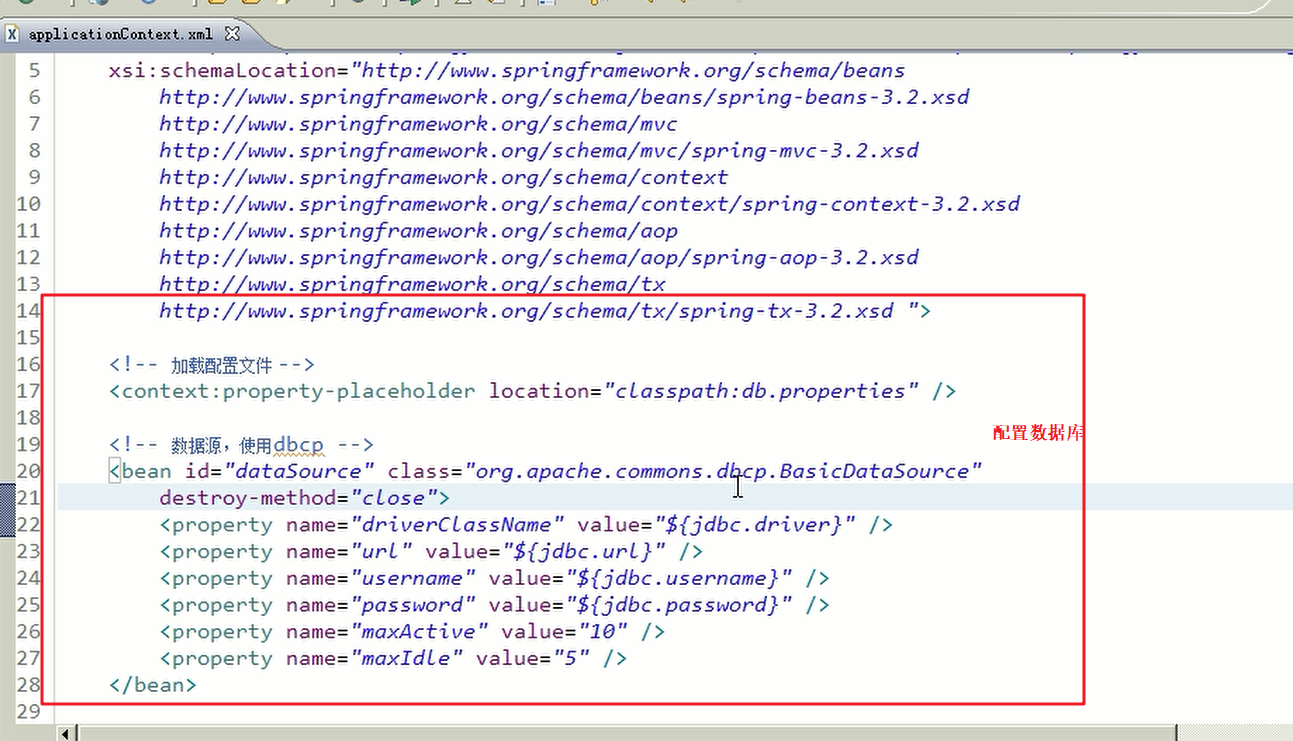 applicationContext.xml
5 xsi:schemaLocation="http://www.springframework.org/schema/beans
6 http://www.springframework.org/schema/beans/spring-beans-3.2.xsd
7 http://www.springframework.org/schema/mvc
8 http://www.springframework.org/schema/mvc/spring-mvc-3.2.xsd
9 http://www.springframework.org/schema/context
10 http://www.springframework.org/schema/context/spring-context-3.2.xsd
11 http://www.springframework.org/schema/aop
12 http://www.springframework.org/schema/aop/spring-aop-3.2.xsd
13 http://www.springframework.org/schema/tx
14 http://www.springframework.org/schema/tx/spring-tx-3.2.xsd ">
15
16 <!-- 加载配置文件 -->
17 <context:property-placeholder location="classpath:db.properties" />
18
配置数据库
19 <!-- 数据源，使用dbcp -->
20 <bean id="dataSource" class="org.apache.commons.dbcp.BasicDataSource"
21 destroy-method="close">
22 <property name="driverClassName" value="${jdbc.driver}" />
23 <property name="url" value="${jdbc.url}" />
24 <property name="username" value="${jdbc.username}" />
25 <property name="password" value="${jdbc.password}" />
26 <property name="maxActive" value="10" />
27 <property name="maxIdle" value="5" />
28 </bean>
29